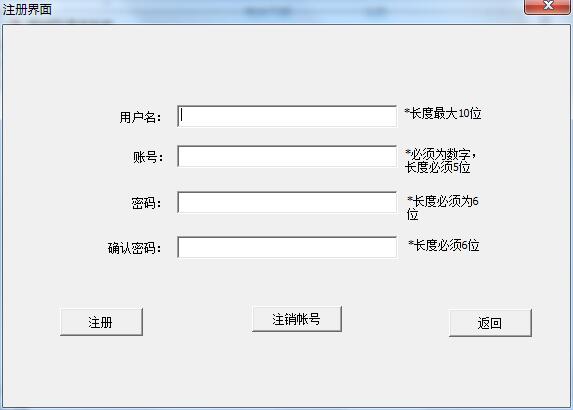 注册界面
用户名：
*长度最大10位
账号：
*必须为数字，
长度必须5位
密码：
*长度必须为6
位
确认密码：
*长度必须6位
注册
注销帐号
返回